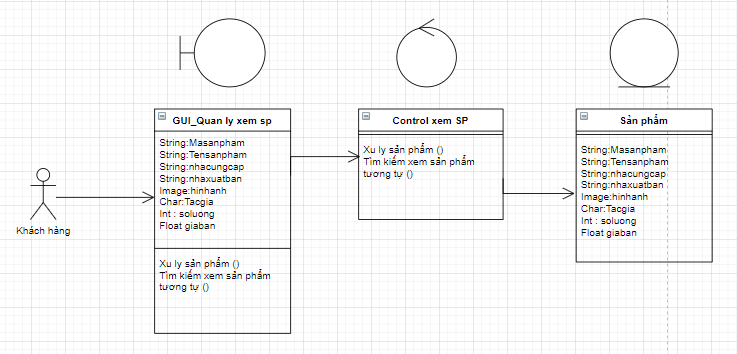 GUI_Quan ly xem sp
String:Masanpham
String:Tensanpham
String:nhacungcap
String:nhaxuatban
Image:hinhanh
Char:Tacgia
Int : soluong
Float giaban
Xu ly sản phẩm ()
Tìm kiếm xem sản phẩm
tương tự ()
Control xem SP
Xu ly sản phẩm ()
Tìm kiếm xem sản phẩm
tương tự ()
Sản phẩm
String:Masanpham
String:Tensanpham
String:nhacungcap
String:nhaxuatban
Image:hinhanh
Char:Tacgia
Int : soluong
Float giaban
Khách hàng